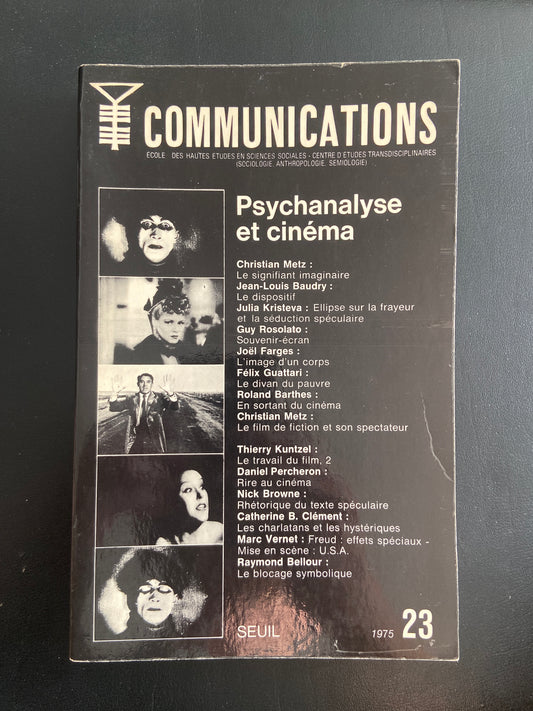 COMMUNICATIONS
ÉCOLE DES HAUTES ÉTUDES EN SCIENCES SOCIALES - CENTRE D'ÉTUDES TRANSDISCIPLINAIRES
(SOCIOLOGIE, ANTHROPOLOGIE, SÉMIOLOGIE)
Psychanalyse
et cinéma
Christian Metz :
Le signifiant imaginaire
Jean-Louis Baudry :
Le dispositif
Julia Kristeva : Ellipse sur la frayeur
et la séduction spéculaire
Guy Rosolato :
Souvenir-écran
Joël Farges :
L'image d'un corps
Félix Guattari :
Le divan du pauvre
Roland Barthes :
En sortant du cinéma
Christian Metz :
Le film de fiction et son spectateur
Thierry Kuntzel :
Le travail du film, 2
Daniel Percheron :
Rire au cinéma
Nick Browne :
Rhétorique du texte spéculaire
Catherine B. Clément :
Les charlatans et les hystériques
Marc Vernet : Freud : effets spéciaux -
Mise en scène : U.S.A.
Raymond Bellour :
Le blocage symbolique
SEUIL
1975 23